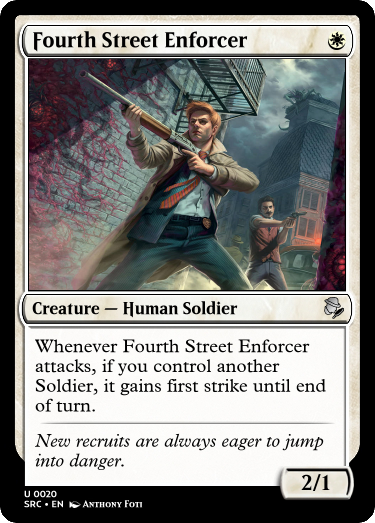 Fourth Street Enforcer
Creature — Human Soldier
Whenever Fourth Street Enforcer
attacks, if you control another
Soldier, it gains first strike until end
of turn.
New recruits are always eager to jump
into danger.
2/1
U 0020
SRC • EN Anthony Foti